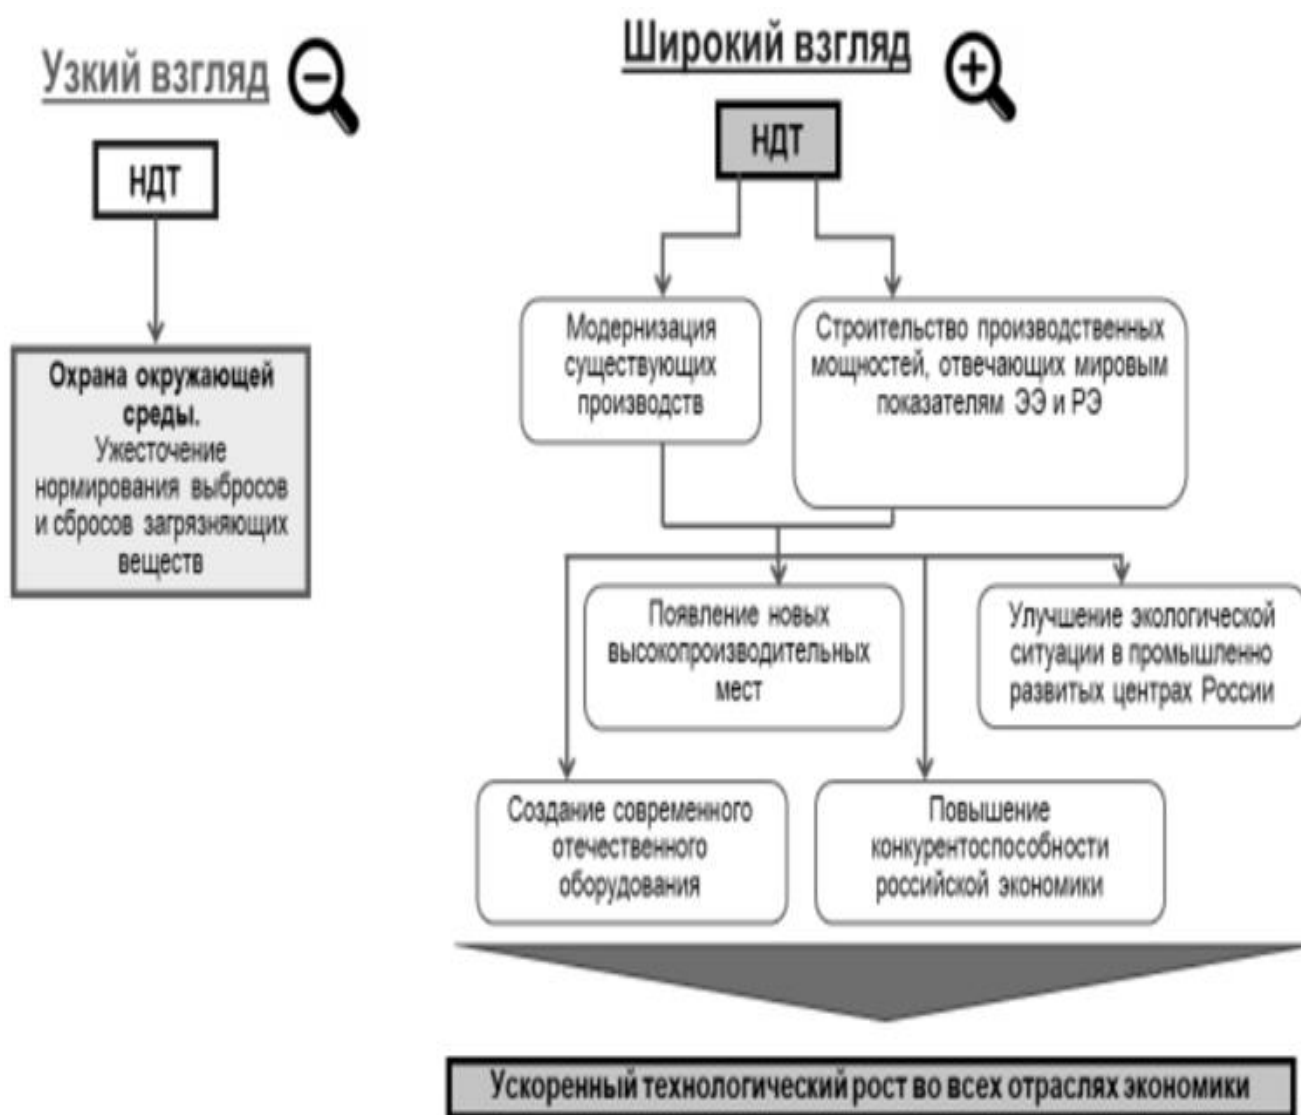 Узкий взгляд
НДТ
Охрана окружающей
среды.
Ужесточение
нормирования выбросов
и сбросов загрязняющих
веществ
Широкий взгляд
НДТ
Модернизация
существующих
производств
Строительство производственных
мощностей, отвечающих мировым
показателям ЭЭ и РЭ
Появление новых
высокопроизводительных
мест
Улучшение экологической
ситуации в промышленно
развитых центрах России
Создание современного
отечественного
оборудования
Повышение
конкурентоспособности
российской экономики
Ускоренный технологический рост во всех отраслях экономики